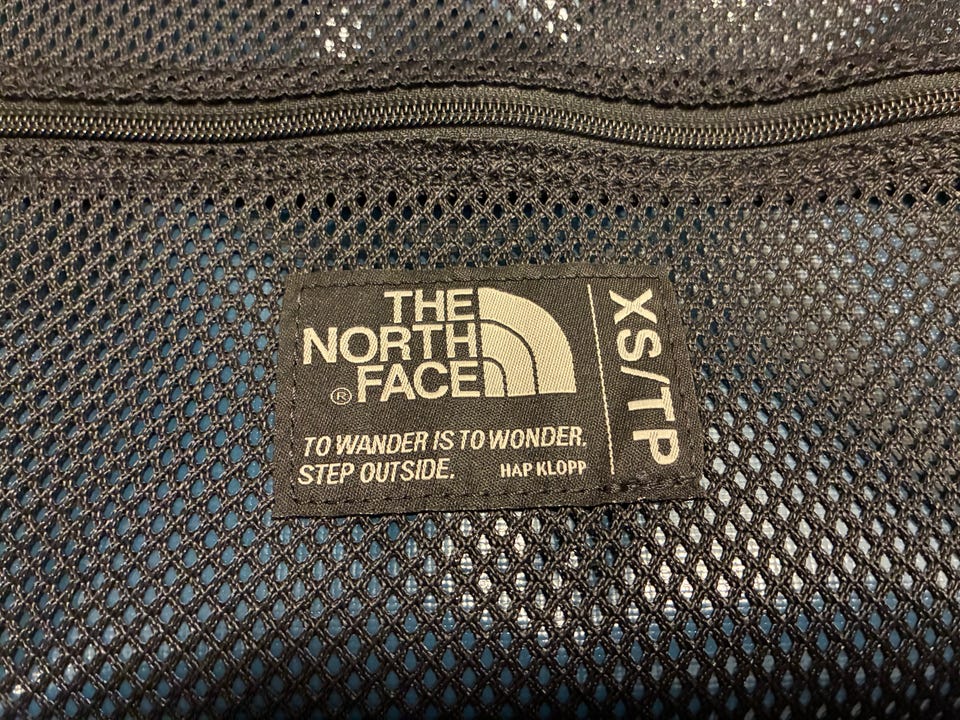 THE
NORTH
® FACE
TO WANDER IS TO WONDER.
STEP OUTSIDE. HAP KLOPP
XS/TP